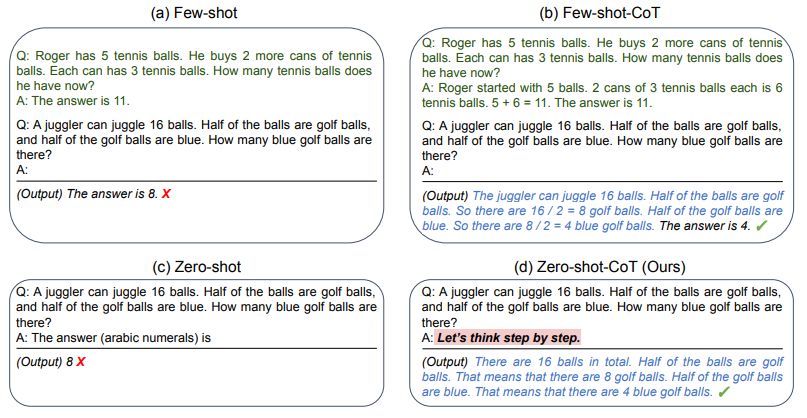 (a) Few-shot
Q: Roger has 5 tennis balls. He buys 2 more cans of tennis
balls. Each can has 3 tennis balls. How many tennis balls does
he have now?
A: The answer is 11.
Q: A juggler can juggle 16 balls. Half of the balls are golf balls,
and half of the golf balls are blue. How many blue golf balls are
there?
A:
(Output) The answer is 8. X
(b) Few-shot-CoT
Q: Roger has 5 tennis balls. He buys 2 more cans of tennis
balls. Each can has 3 tennis balls. How many tennis balls does
he have now?
A: Roger started with 5 balls. 2 cans of 3 tennis balls each is 6
tennis balls. 5 + 6 = 11. The answer is 11.
Q: A juggler can juggle 16 balls. Half of the balls are golf balls,
and half of the golf balls are blue. How many blue golf balls are
there?
A:
(Output) The juggler can juggle 16 balls. Half of the balls are golf
balls. So there are 16 / 2 = 8 golf balls. Half of the golf balls are
blue. So there are 8 / 2 = 4 blue golf balls. The answer is 4. ✓
(c) Zero-shot
Q: A juggler can juggle 16 balls. Half of the balls are golf balls,
and half of the golf balls are blue. How many blue golf balls are
there?
A: The answer (arabic numerals) is
(Output) 8 X
(d) Zero-shot-CoT (Ours)
Q: A juggler can juggle 16 balls. Half of the balls are golf balls,
and half of the golf balls are blue. How many blue golf balls are
there?
A: Let's think step by step.
(Output) There are 16 balls in total. Half of the balls are golf
balls. That means that there are 8 golf balls. Half of the golf balls
are blue. That means that there are 4 blue golf balls. ✓